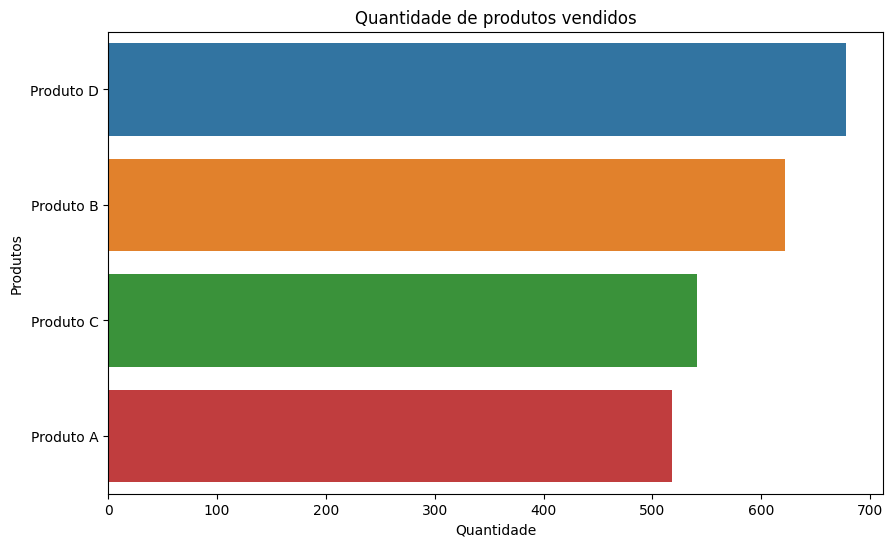 Quantidade de produtos vendidos
Produtos
Produto D
Produto B
Produto C
Produto A
0 100 200 300 400 500 600 700
Quantidade